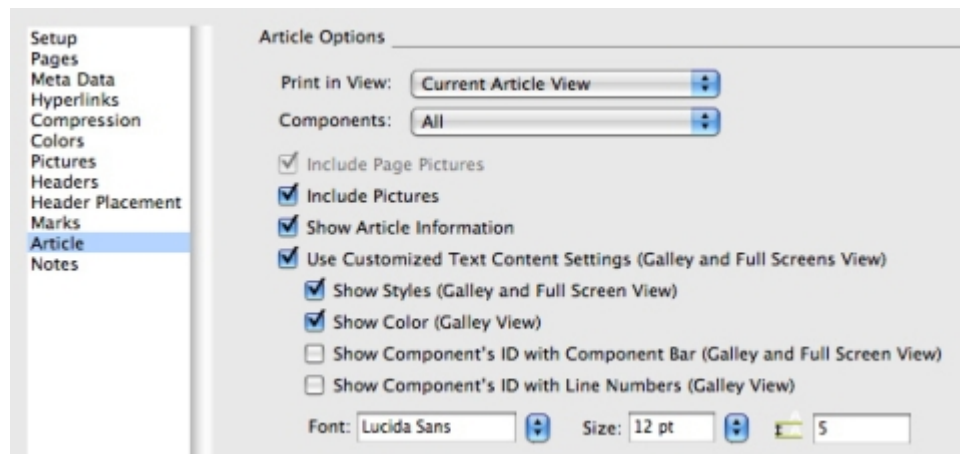 Setup
Pages
Meta Data
Hyperlinks
Compression
Colors
Pictures
Headers
Header Placement
Marks
Article
Notes
Article Options
Print in View: Current Article View
Components: All
Include Page Pictures
Include Pictures
Show Article Information
Use Customized Text Content Settings (Galley and Full Screens View)
Show Styles (Galley and Full Screen View)
Show Color (Galley View)
Show Component's ID with Component Bar (Galley and Full Screen View)
Show Component's ID with Line Numbers (Galley View)
Font: Lucida Sans Size: 12 pt 5